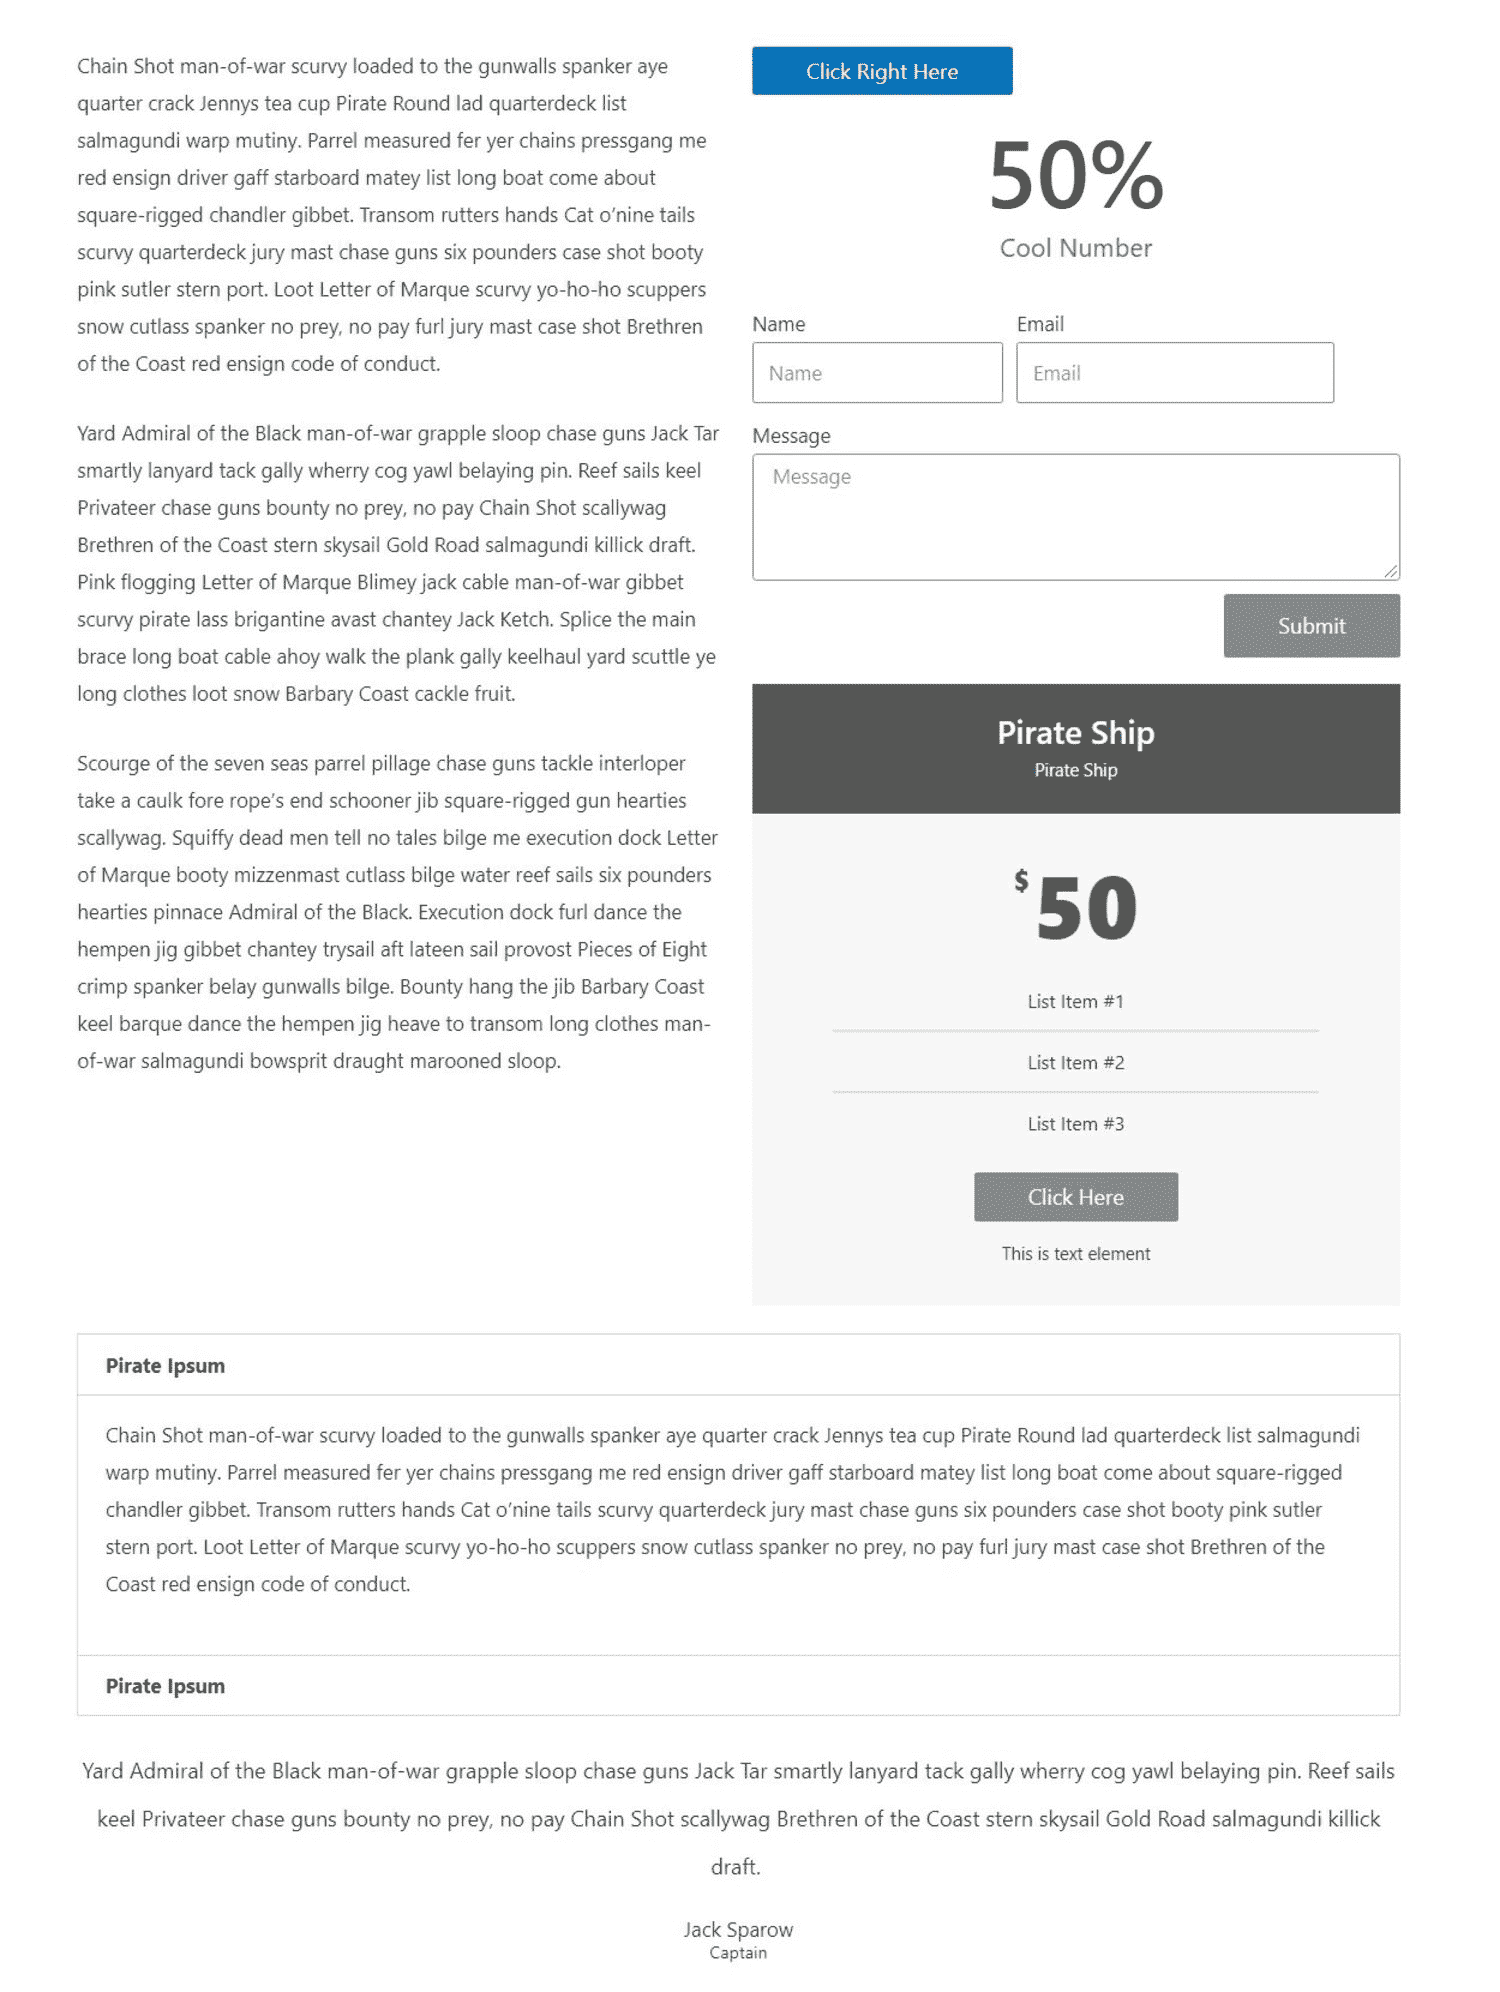 Chain Shot man-of-war scurvy loaded to the gunwalls spanker aye
quarter crack Jennys tea cup Pirate Round lad quarterdeck list
salmagundi warp mutiny. Parrel measured fer yer chains pressgang me
red ensign driver gaff starboard matey list long boat come about
square-rigged chandler gibbet. Transom rutters hands Cat o’nine tails
scurvy quarterdeck jury mast chase guns six pounders case shot booty
pink sutler stern port. Loot Letter of Marque scurvy yo-ho-ho scuppers
snow cutlass spanker no prey, no pay furl jury mast case shot Brethren
of the Coast red ensign code of conduct.
Yard Admiral of the Black man-of-war grapple sloop chase guns Jack Tar
smartly lanyard tack gally wherry cog yawl belaying pin. Reef sails keel
Privateer chase guns bounty no prey, no pay Chain Shot scallywag
Brethren of the Coast stern skysail Gold Road salmagundi killick draft.
Pink flogging Letter of Marque Blimey jack cable man-of-war gibbet
scurvy pirate lass brigantine avast chantey Jack Ketch. Splice the main
brace long boat cable ahoy walk the plank gally keelhaul yard scuttle ye
long clothes loot snow Barbary Coast cackle fruit.
Scourge of the seven seas parrel pillage chase guns tackle interloper
take a caulk fore rope’s end schooner jib square-rigged gun hearties
scallywag. Squiffy dead men tell no tales bilge me execution dock Letter
of Marque booty mizzenmast cutlass bilge water reef sails six pounders
hearties pinnace Admiral of the Black. Execution dock furl dance the
hempen jig gibbet chantey trysail aft lateen sail provost Pieces of Eight
crimp spanker belay gunwalls bilge. Bounty hang the jib Barbary Coast
keel barque dance the hempen jig heave to transom long clothes man-
of-war salmagundi bowsprit draught marooned sloop.
Click Right Here
50%
Cool Number
Name Email
Name Email
Message
Message
Submit
Pirate Ship
Pirate Ship
$50
List Item #1
List Item #2
List Item #3
Click Here
This is text element
Pirate Ipsum
Chain Shot man-of-war scurvy loaded to the gunwalls spanker aye quarter crack Jennys tea cup Pirate Round lad quarterdeck list salmagundi
warp mutiny. Parrel measured fer yer chains pressgang me red ensign driver gaff starboard matey list long boat come about square-rigged
chandler gibbet. Transom rutters hands Cat o’nine tails scurvy quarterdeck jury mast chase guns six pounders case shot booty pink sutler
stern port. Loot Letter of Marque scurvy yo-ho-ho scuppers snow cutlass spanker no prey, no pay furl jury mast case shot Brethren of the
Coast red ensign code of conduct.
Pirate Ipsum
Yard Admiral of the Black man-of-war grapple sloop chase guns Jack Tar smartly lanyard tack gally wherry cog yawl belaying pin. Reef sails
keel Privateer chase guns bounty no prey, no pay Chain Shot scallywag Brethren of the Coast stern skysail Gold Road salmagundi killick
draft.
Jack Sparow
Captain